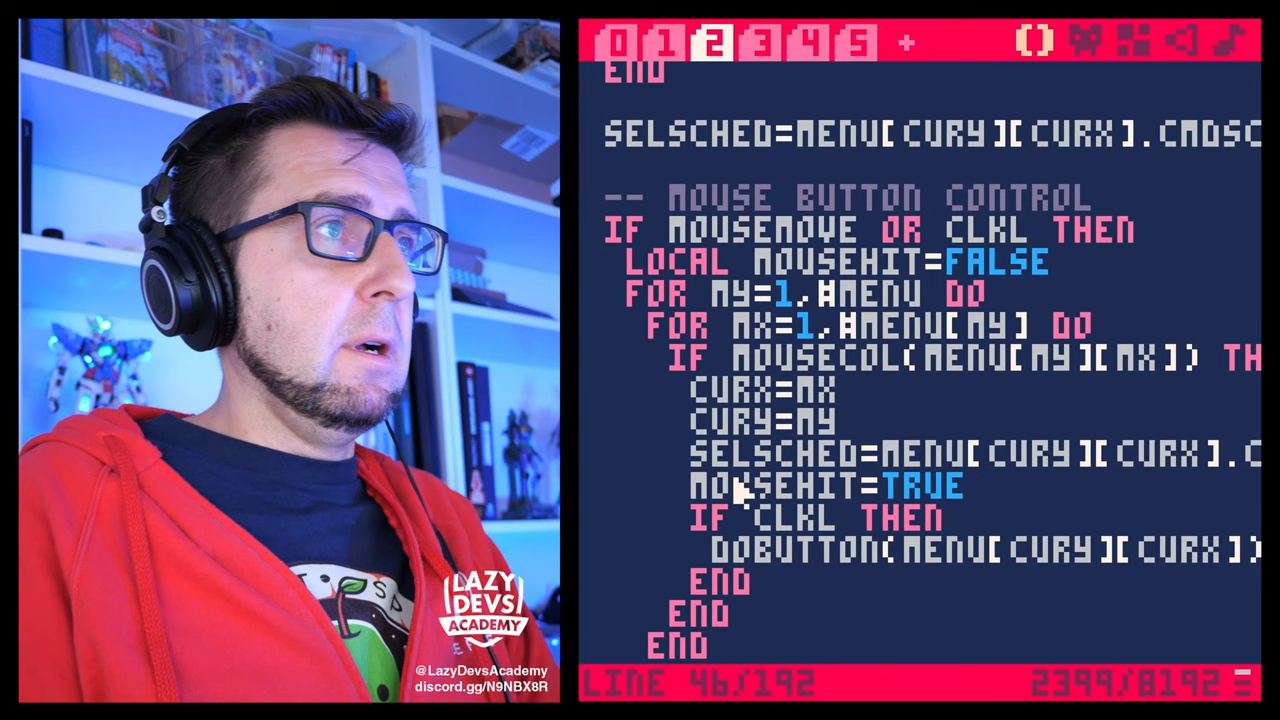 LAZY
DEVS
ACADEMY
@LazyDevsAcademy
discord.gg/N9NBX8R
0 1 2 3 4 5 +
END
SELSCHED=MENU[CURY][CURX].CMDSC
-- MOUSE BUTTON CONTROL
IF MOUSEMOVE OR CLKL THEN
LOCAL MOUSEHIT=FALSE
FOR MY=1,#MENU DO
FOR MX=1,#MENU[MY] DO
IF MOUSECOL(MENU[MY][MX]) TH
CURX=MX
CURY=MY
SELSCHED=MENU[CURY][CURX].C
MOUSEHIT=TRUE
IF CLKL THEN
DOBUTTON(MENU[CURY][CURX])
END
END
END
LINE 46/192
2399/8192